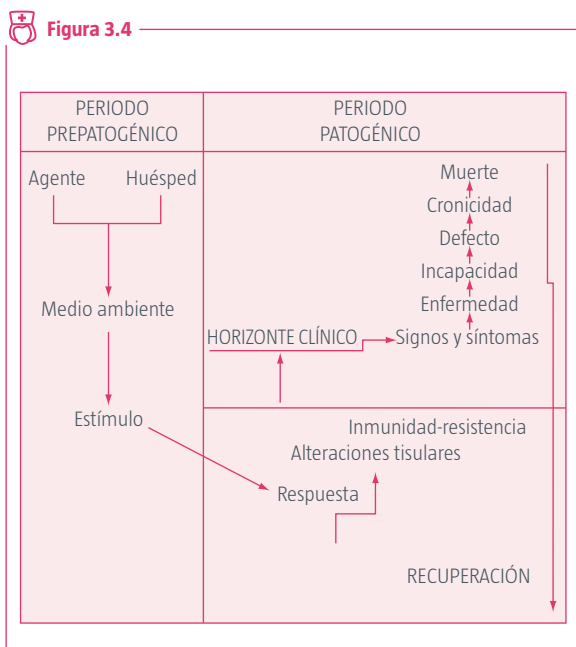 Figura 3.4
PERIODO
PREPATOGÉNICO
PERIODO
PATOGÉNICO
Agente Huésped
Medio ambiente
Estímulo
Muerte
Cronicidad
Defecto
Incapacidad
Enfermedad
HORIZONTE CLÍNICO Signos y síntomas
Inmunidad-resistencia
Alteraciones tisulares
Respuesta
RECUPERACIÓN